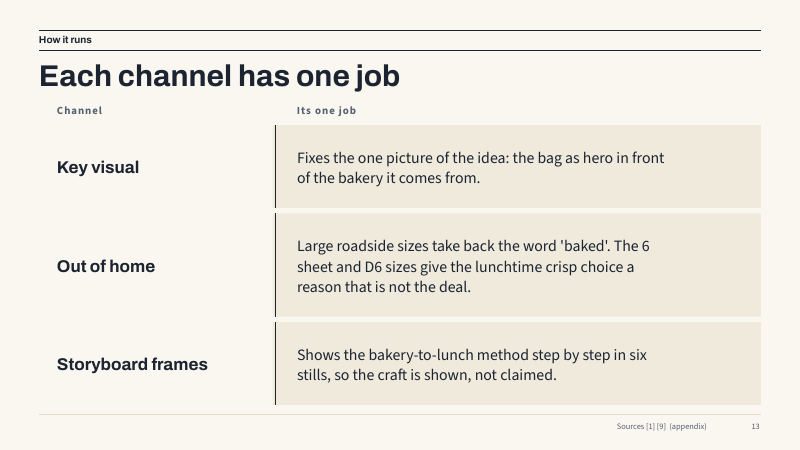 How it runs
Each channel has one job
Channel
Its one job
Key visual
Fixes the one picture of the idea: the bag as hero in front
of the bakery it comes from.
Out of home
Large roadside sizes take back the word 'baked'. The 6
sheet and D6 sizes give the lunchtime crisp choice a
reason that is not the deal.
Storyboard frames
Shows the bakery-to-lunch method step by step in six
stills, so the craft is shown, not claimed.
Sources [1] [9] (appendix)
13